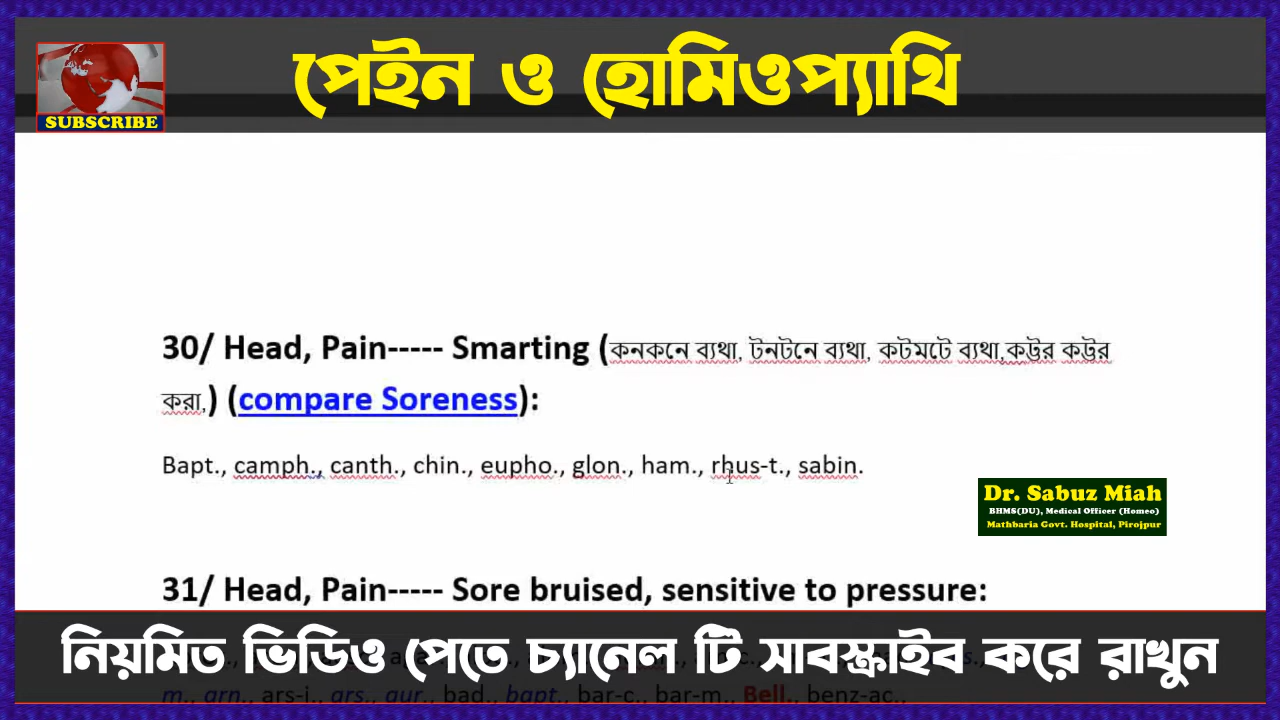 পেইন ও হোমিওপ্যাথি
SUBSCRIBE
30/ Head, Pain----- Smarting (কনকনে ব্যথা, টনটনে ব্যথা, কটমটে ব্যথা,কট্টর কট্টর
করা,) (compare Soreness):
Bapt., camph., canth., chin., eupho., glon., ham., rhus-t., sabin.
Dr. Sabuz Miah
BHMS(DU), Medical Officer (Homeo)
Mathbaria Govt. Hospital, Pirojpur
31/ Head, Pain----- Sore bruised, sensitive to pressure:
নিয়মিত ভিডিও পেতে চ্যানেল টি সাবস্ক্রাইব করে রাখুন
m., arn., ars-i., ars., aur., bad., bapt., bar-c., bar-m., Bell., benz-ac.,